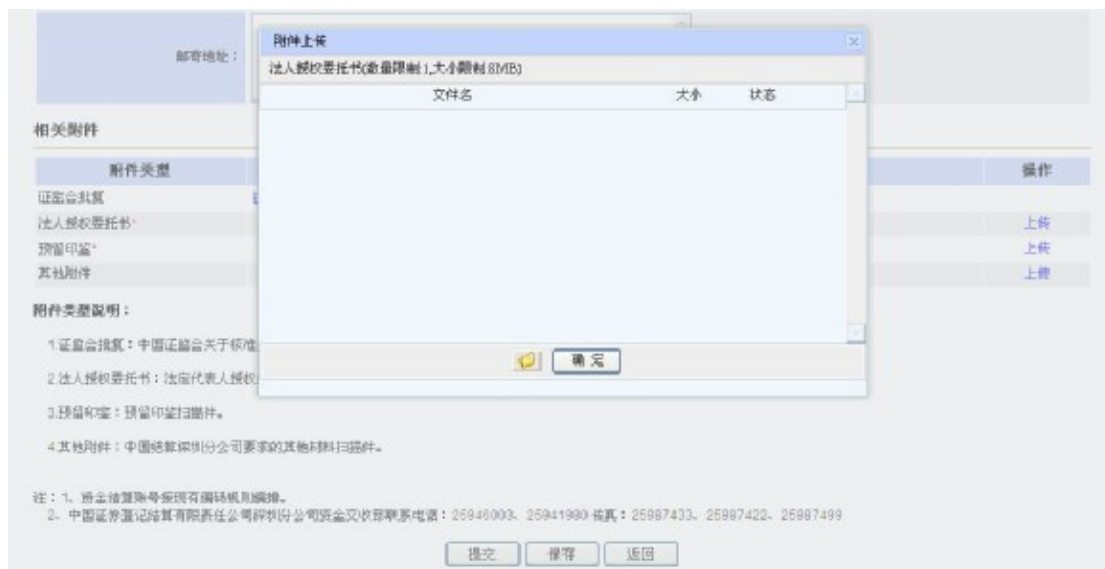 邮寄地址：
附件上传
法人授权委托书(数量限制:1,大小限制:8MB)
文件名 大小 状态
相关附件
附件类型 操作
证监会批复
法人授权委托书* 上传
预留印鉴* 上传
其他附件 上传
附件类型说明：
1.证监会批复：中国证监会关于核准
2.法人授权委托书：法定代表人授权
确定
3.预留印鉴：预留印鉴扫描件。
4.其他附件：中国结算深圳分公司要求的其他材料扫描件。
注：1、资金结算账号按现有编码规则编排。
2、中国证券登记结算有限责任公司深圳分公司资金交收部联系电话：25946003、25941980 传真：25987433、25987422、25987499
提交 保存 返回